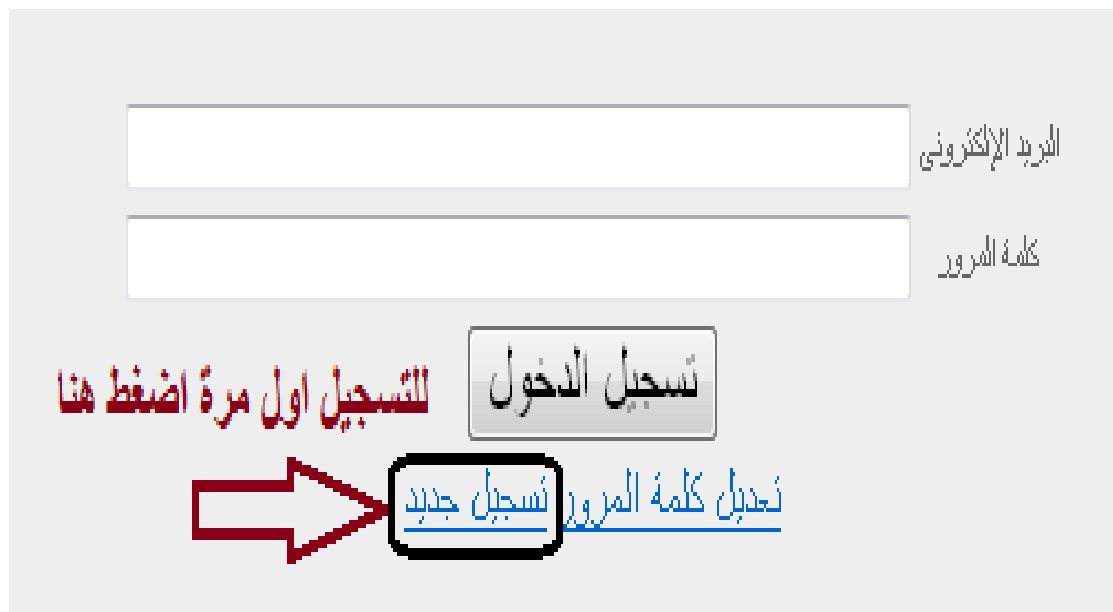 البريد الإلكترونى
كلمة المرور
تسجيل الدخول
للتسجيل اول مرة اضغط هنا
تعديل كلمة المرور تسجيل جديد